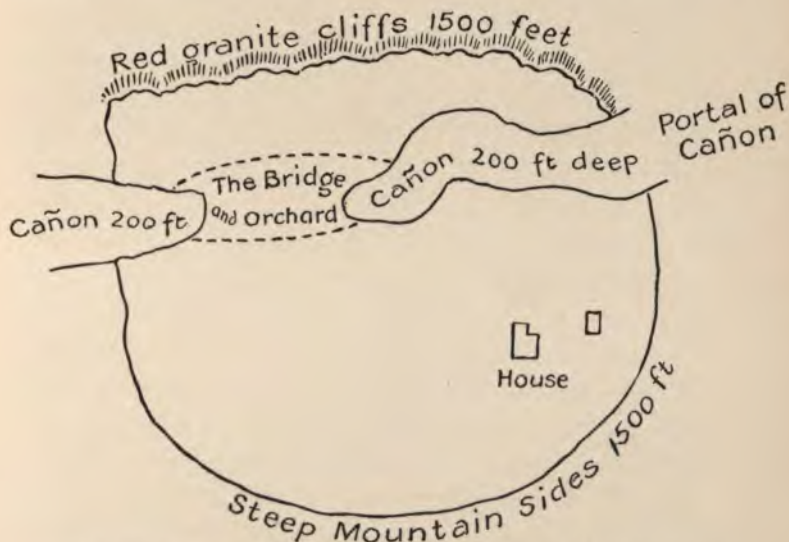 Red granite cliffs 1500 feet
Portal of
Cañon
Cañon 200 ft deep
The Bridge
and Orchard
Cañon 200 ft
House
Steep Mountain Sides 1500 ft